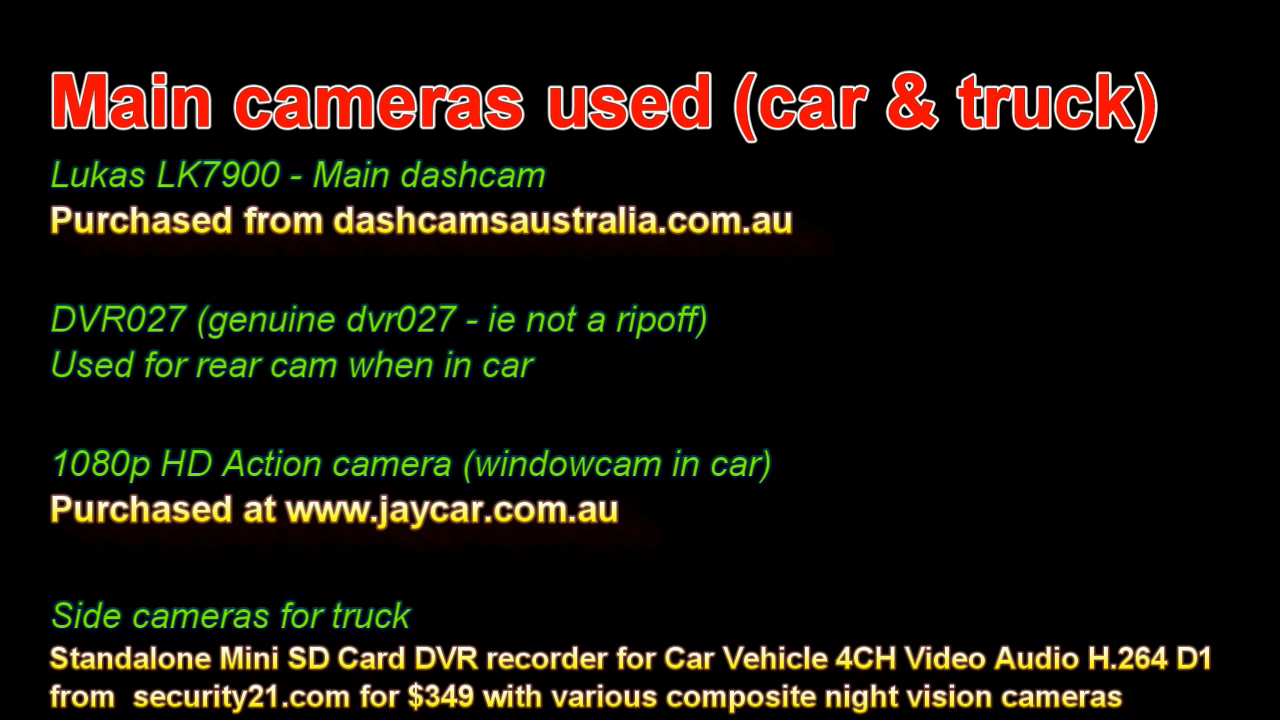 Main cameras used (car & truck)
Lukas LK7900 - Main dashcam
Purchased from dashcamsaustralia.com.au
DVR027 (genuine dvr027 - ie not a ripoff)
Used for rear cam when in car
1080p HD Action camera (windowcam in car)
Purchased at www.jaycar.com.au
Side cameras for truck
Standalone Mini SD Card DVR recorder for Car Vehicle 4CH Video Audio H.264 D1
from  security21.com for $349 with various composite night vision cameras